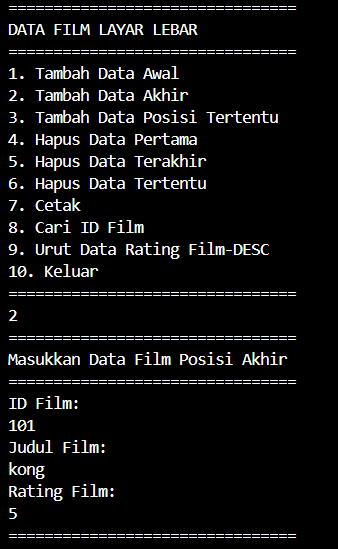 ================================
DATA FILM LAYAR LEBAR
================================
1. Tambah Data Awal
2. Tambah Data Akhir
3. Tambah Data Posisi Tertentu
4. Hapus Data Pertama
5. Hapus Data Terakhir
6. Hapus Data Tertentu
7. Cetak
8. Cari ID Film
9. Urut Data Rating Film-DESC
10. Keluar
================================
2
================================
Masukkan Data Film Posisi Akhir
================================
ID Film:
101
Judul Film:
kong
Rating Film:
5
================================